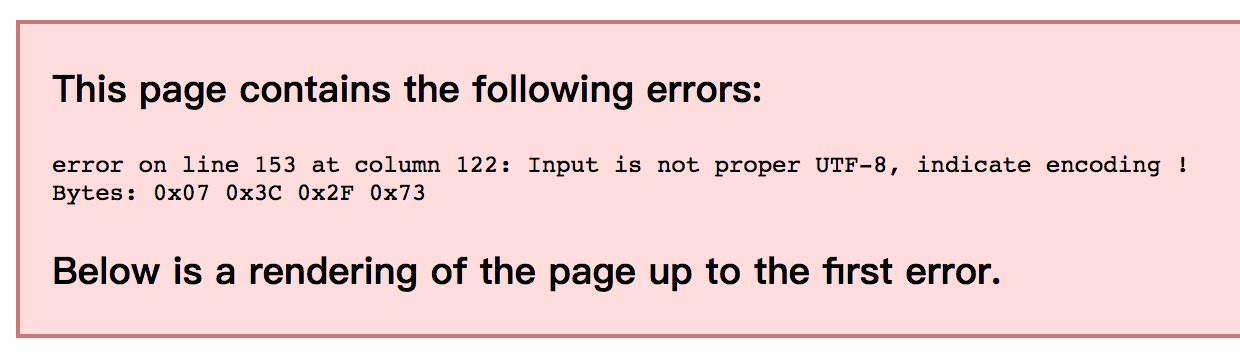 This page contains the following errors:
error on line 153 at column 122: Input is not proper UTF-8, indicate encoding !
Bytes: 0x07 0x3C 0x2F 0x73
Below is a rendering of the page up to the first error.